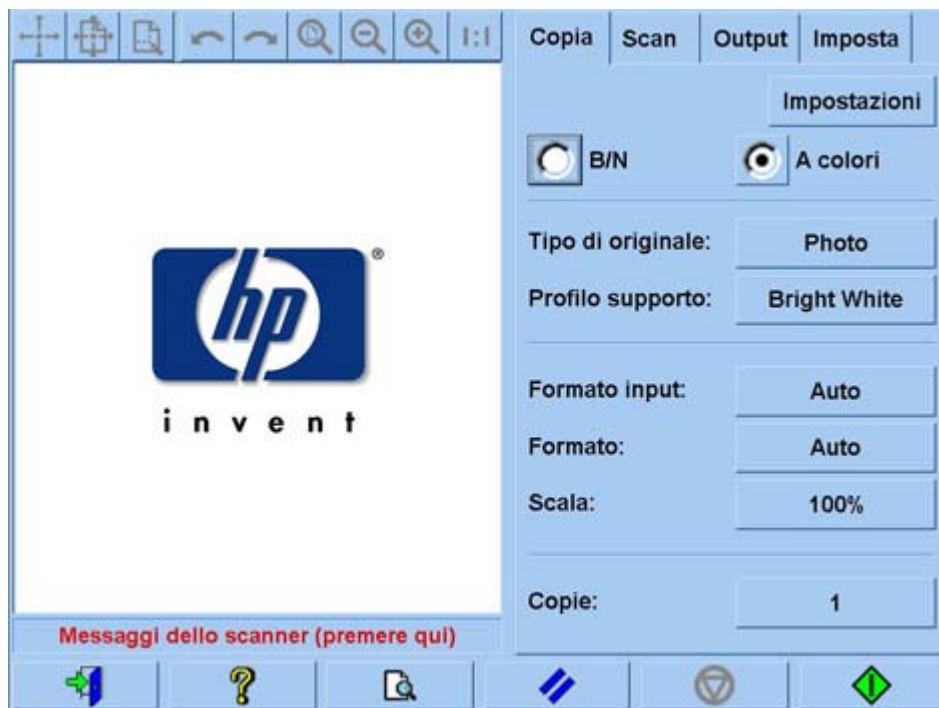 1:1
Copia Scan Output Imposta
Impostazioni
B/N A colori
Tipo di originale: Photo
Profilo supporto: Bright White
Formato input: Auto
Formato: Auto
Scala: 100%
Copie: 1
hp ®
invent
Messaggi dello scanner (premere qui)